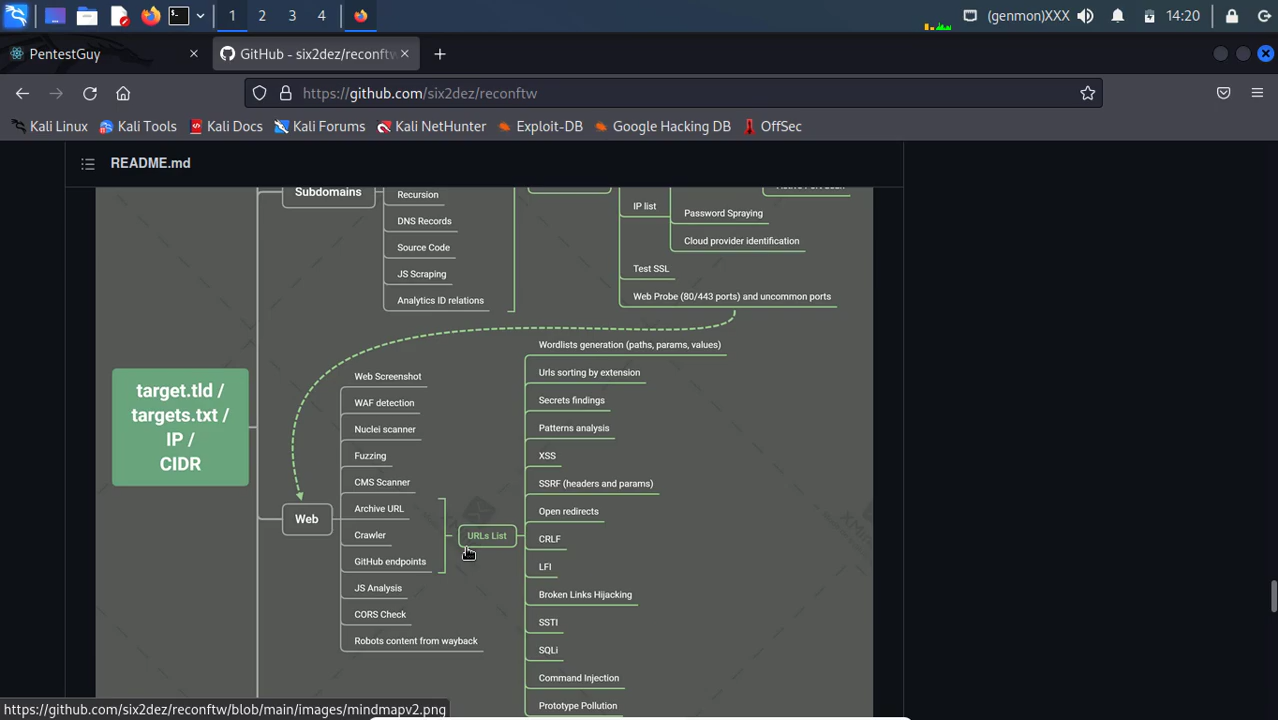 1
2
3
4
(genmon)XXX
14:20
PentestGuy
GitHub - six2dez/reconftw
https://github.com/six2dez/reconftw
Kali Linux
Kali Tools
Kali Docs
Kali Forums
Kali NetHunter
Exploit-DB
Google Hacking DB
OffSec
README.md
Subdomains
Recursion
DNS Records
Source Code
JS Scraping
Analytics ID relations
IP list
Password Spraying
Cloud provider identification
Test SSL
Web Probe (80/443 ports) and uncommon ports
target.tld /
targets.txt /
IP /
CIDR
Web
Web Screenshot
WAF detection
Nuclei scanner
Fuzzing
CMS Scanner
Archive URL
Crawler
GitHub endpoints
JS Analysis
CORS Check
Robots content from wayback
URLs List
Wordlists generation (paths, params, values)
Urls sorting by extension
Secrets findings
Patterns analysis
XSS
SSRF (headers and params)
Open redirects
CRLF
LFI
Broken Links Hijacking
SSTI
SQLi
Command Injection
Prototype Pollution
https://github.com/six2dez/reconftw/blob/main/images/mindmapv2.png